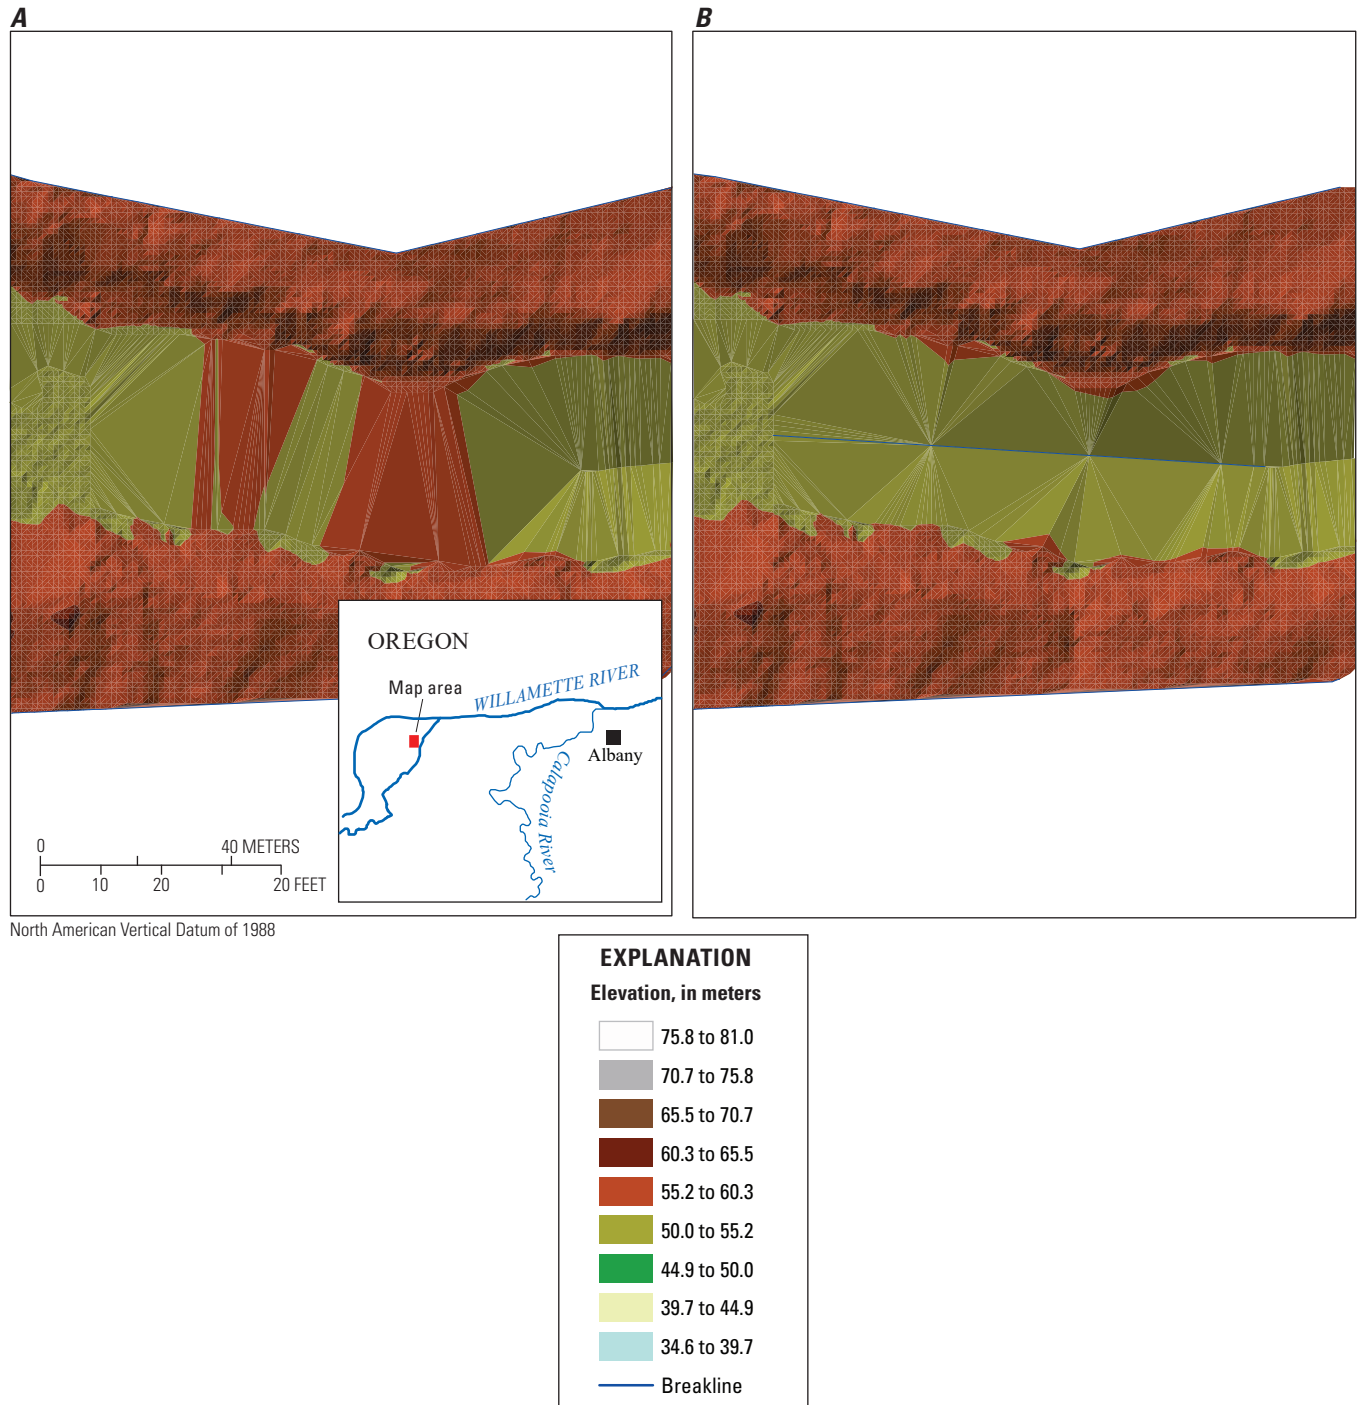 A
B
OREGON
Map area
WILLAMETTE RIVER
Albany
Calapooia River
0 40 METERS
0 10 20 20 FEET
North American Vertical Datum of 1988
EXPLANATION
Elevation, in meters
75.8 to 81.0
70.7 to 75.8
65.5 to 70.7
60.3 to 65.5
55.2 to 60.3
50.0 to 55.2
44.9 to 50.0
39.7 to 44.9
34.6 to 39.7
Breakline